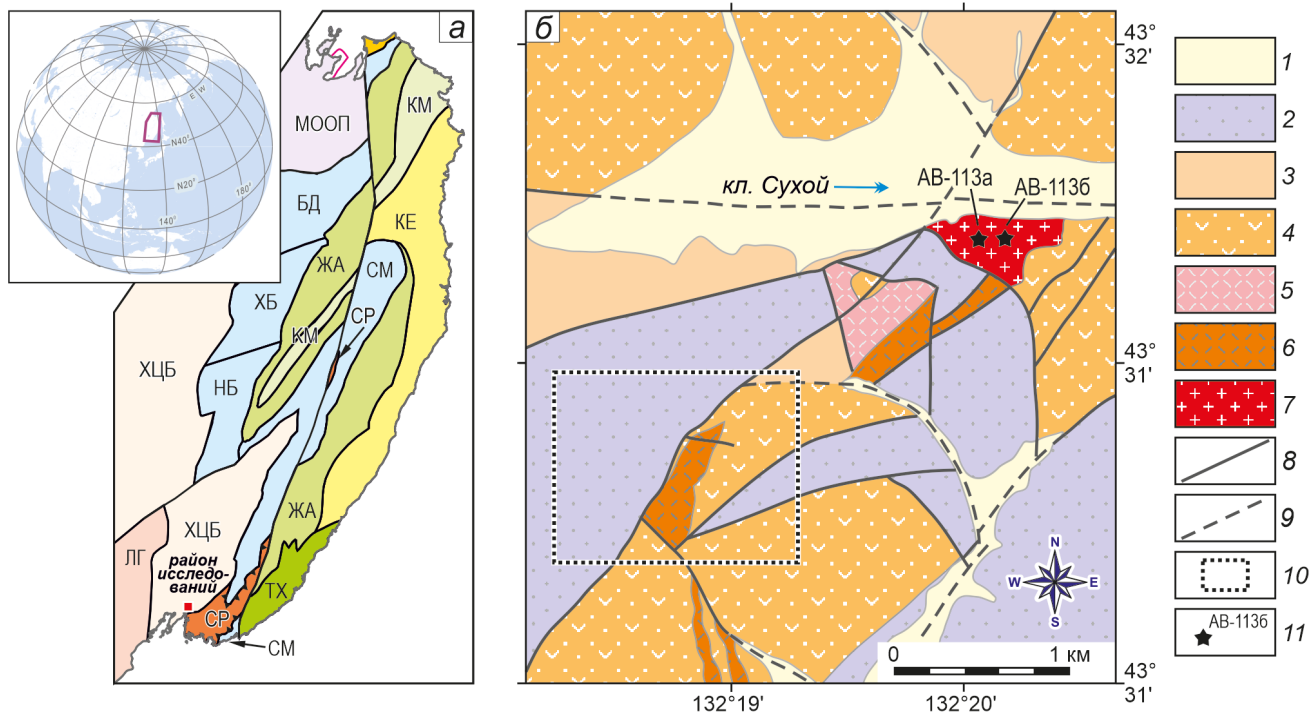 а
N40°
N20°
140°
180°
E
W
МООП
КМ
БД
КЕ
ЖА
СМ
ХБ
СР
КМ
ХЦБ
НБ
ЖА
ХЦБ
ЛГ
район
исследо-
ваний
ТХ
СР
СМ
б
43°
32'
кл. Сухой
АВ-113а
АВ-113б
43°
31'
N
W
E
S
0
1 км
43°
31'
132°19'
132°20'
1
2
3
4
5
6
7
8
9
10
АВ-113б
11